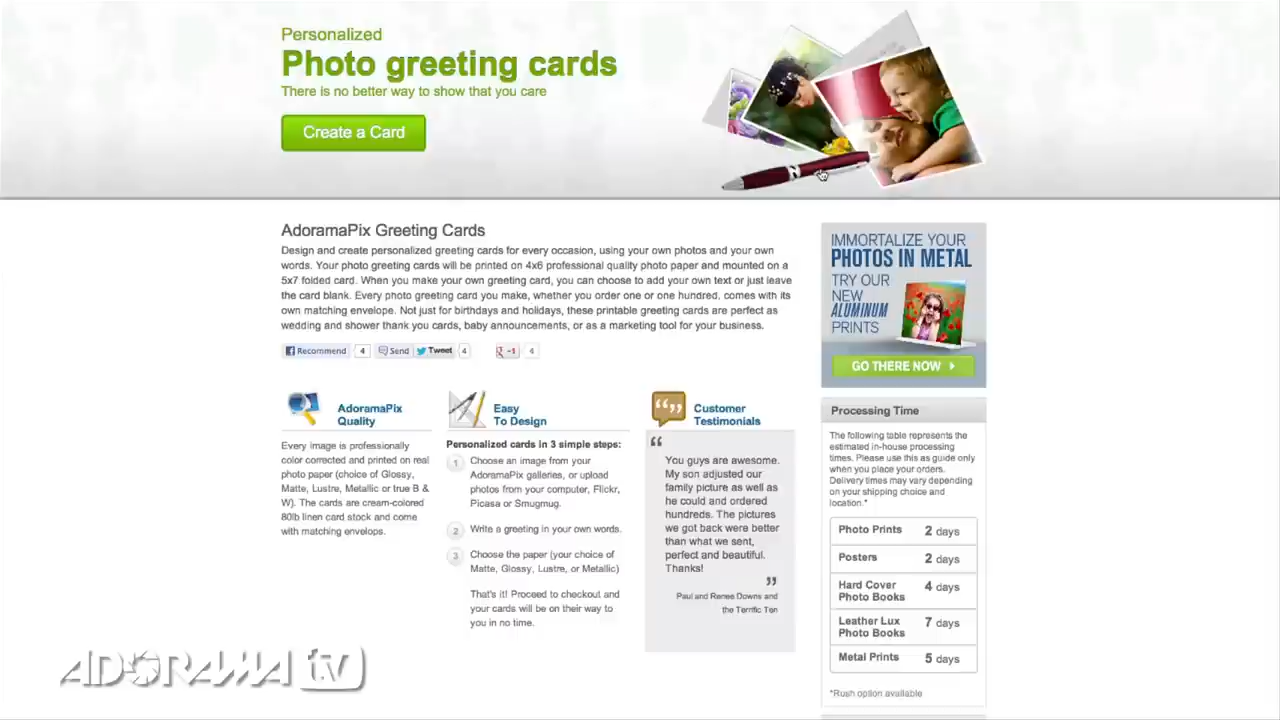 Personalized
Photo greeting cards
There is no better way to show that you care
Create a Card
AdoramaPix Greeting Cards
Design and create personalized greeting cards for every occasion, using your own photos and your own
words. Your photo greeting cards will be printed on 4x6 professional quality photo paper and mounted on a
5x7 folded card. When you make your own greeting card, you can choose to add your own text or just leave
the card blank. Every photo greeting card you make, whether you order one or one hundred, comes with its
own matching envelope. Not just for birthdays and holidays, these printable greeting cards are perfect as
wedding and shower thank you cards, baby announcements, or as a marketing tool for your business.
Recommend 4 Send Tweet 4 +1 4
AdoramaPix
Quality
Every image is professionally
color corrected and printed on real
photo paper (choice of Glossy,
Matte, Lustre, Metallic or true B &
W). The cards are cream-colored
80lb linen card stock and come
with matching envelops.
Easy
To Design
Personalized cards in 3 simple steps:
1 Choose an image from your
AdoramaPix galleries, or upload
photos from your computer, Flickr,
Picasa or Smugmug.
2 Write a greeting in your own words.
3 Choose the paper (your choice of
Matte, Glossy, Lustre, or Metallic)
That's it! Proceed to checkout and
your cards will be on their way to
you in no time.
Customer
Testimonials
“
You guys are awesome.
My son adjusted our
family picture as well as
he could and ordered
hundreds. The pictures
we got back were better
than what we sent,
perfect and beautiful.
Thanks!
”
Paul and Renee Downs and
the Terrific Ten
IMMORTALIZE YOUR
PHOTOS IN METAL
TRY OUR
NEW
ALUMINUM
PRINTS
GO THERE NOW
Processing Time
The following table represents the
estimated in-house processing
times. Please use this as guide only
when you place your orders.
Delivery times may vary depending
on your shipping choice and
location.*
Photo Prints 2 days
Posters 2 days
Hard Cover
Photo Books 4 days
Leather Lux
Photo Books 7 days
Metal Prints 5 days
*Rush option available
ADORAMA tv